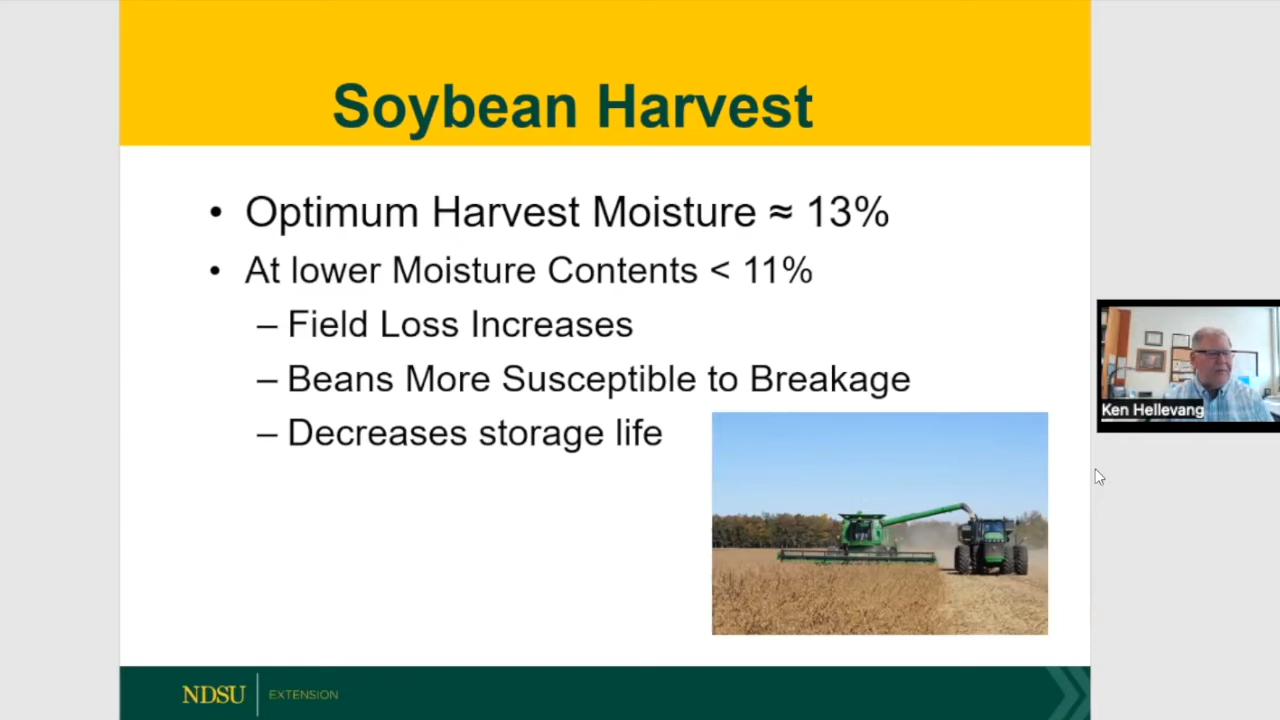 Soybean Harvest
• Optimum Harvest Moisture ≈ 13%
• At lower Moisture Contents < 11%
– Field Loss Increases
– Beans More Susceptible to Breakage
– Decreases storage life
Ken Hellevang
NDSU EXTENSION